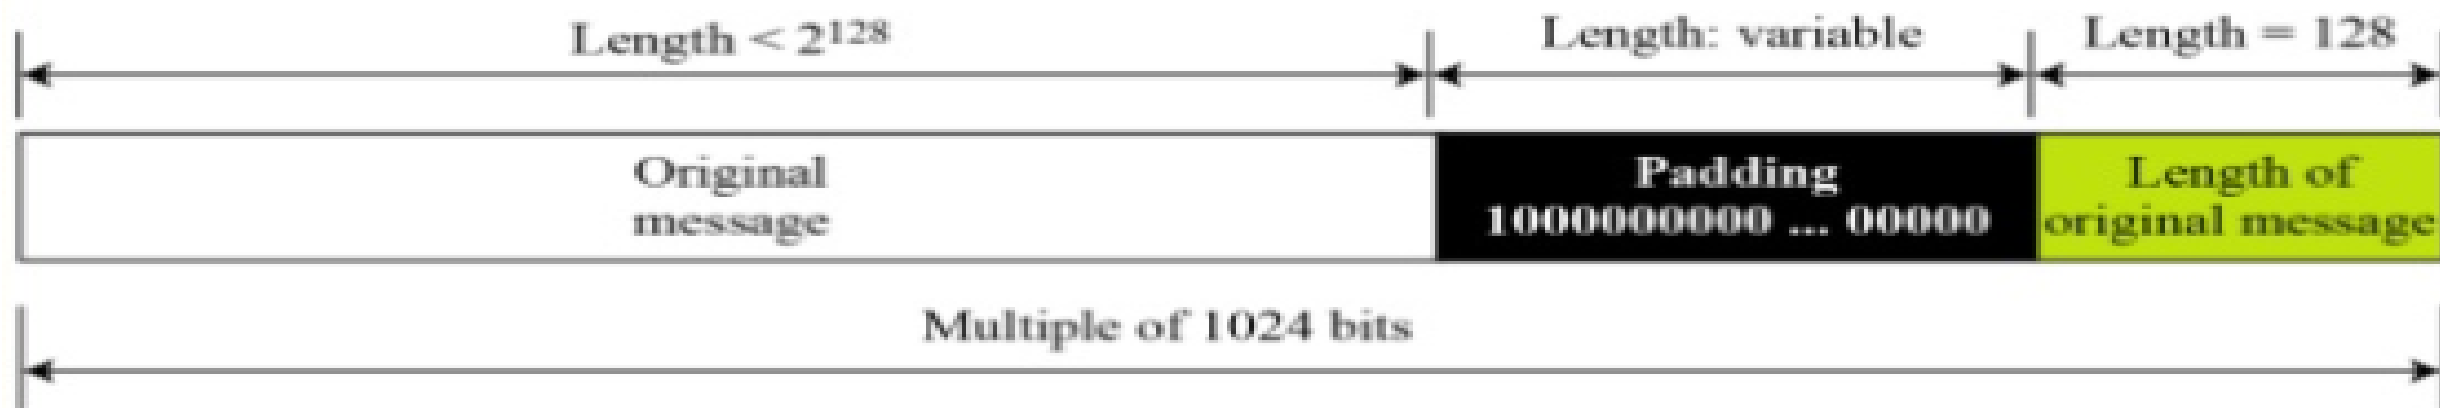 Length < 2¹²⁸
Length: variable
Length = 128
Original
message
Padding
1000000000 ... 00000
Length of
original message
Multiple of 1024 bits